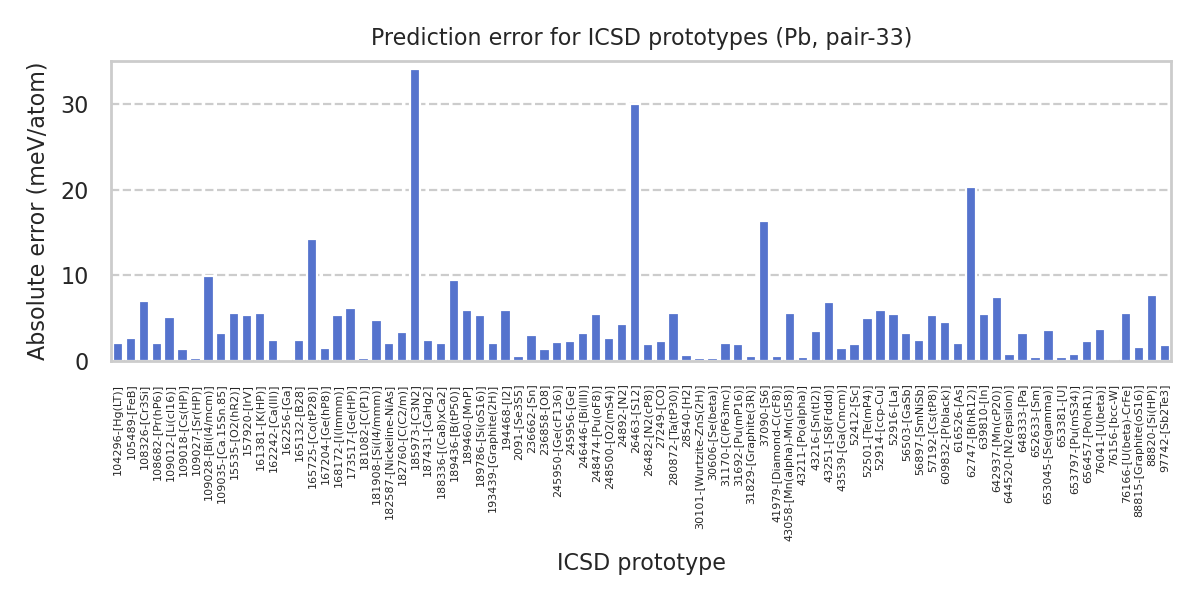 Prediction error for ICSD prototypes (Pb, pair-33)
Absolute error (meV/atom)
30
20
10
0
104296-[Hg(LT)]
105489-[FeB]
108326-[Cr3Si]
108682-[Pr(hP6)]
109012-[Li(cI16)]
109018-[Cs(HP)]
109027-[Sr(HP)]
109028-[Bi(I4/mcm)]
109035-[Ca.15Sn.85]
15535-[O2(hR2)]
157920-[IrV]
161381-[K(HP)]
162242-[Ca(III)]
162256-[Ga]
165132-[B28]
165725-[Co(tP28)]
167204-[Ge(hP8)]
168172-[I(Immm)]
173517-[Ge(HP)]
181082-[C(P1)]
181908-[Si(I4/mmm)]
182587-[Nickeline-NiAs]
182760-[C(C2/m)]
185973-[C3N2]
187431-[CaHg2]
188336-[(Ca8)xCa2]
189436-[B(tP50)]
189460-[MnP]
189786-[Si(oS16)]
193439-[Graphite(2H)]
194468-[I2]
2091-[Se3S5]
236662-[Sn]
236858-[O8]
245950-[Ge(cF136)]
245956-[Ge]
246446-[Bi(III)]
248474-[Pu(oF8)]
248500-[O2(mS4)]
24892-[N2]
26463-[S12]
26482-[N2(cP8)]
27249-[CO]
280872-[Ta(tP30)]
28540-[H2]
30101-[Wurtzite-ZnS(2H)]
30606-[Se(beta)]
31170-[C(P63mc)]
31692-[Pu(mP16)]
31829-[Graphite(3R)]
37090-[S6]
41979-[Diamond-C(cF8)]
43058-[Mn(alpha)-Mn(cI58)]
43211-[Po(alpha)]
43216-[Sn(tI2)]
43251-[S8(Fddd)]
43539-[Ga(Cmcm)]
52412-[Sc]
52501-[Te(mP4)]
52914-[ccp-Cu]
52916-[La]
56503-[GaSb]
56897-[SmNiSb]
57192-[Cs(tP8)]
609832-[P(black)]
616526-[As]
62747-[B(hR12)]
639810-[In]
642937-[Mn(cP20)]
644520-[N2(epsilon)]
648333-[Pa]
652633-[Sm]
653045-[Se(gamma)]
653381-[U]
653797-[Pu(mS34)]
656457-[Po(hR1)]
76041-[U(beta)]
76156-[bcc-W]
76166-[U(beta)-CrFe]
88815-[Graphite(oS16)]
88820-[Si(HP)]
97742-[Sb2Te3]
ICSD prototype